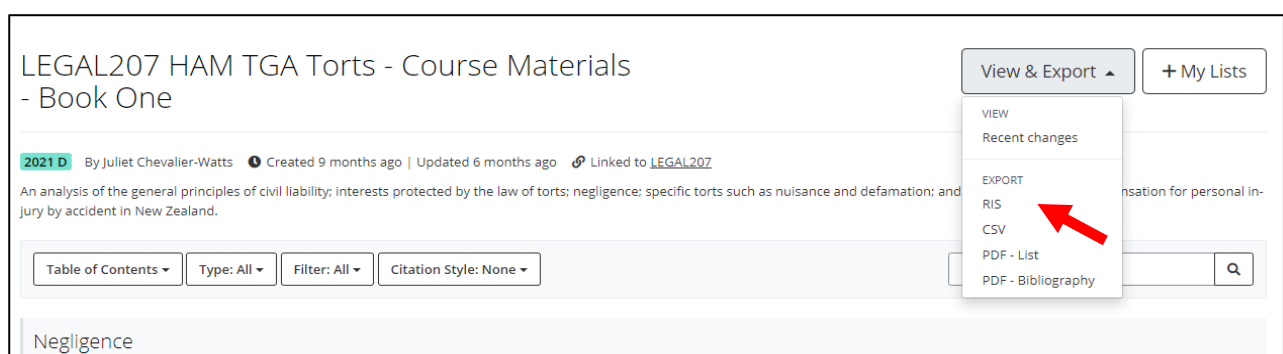 LEGAL207 HAM TGA Torts - Course Materials
- Book One
View & Export
+ My Lists
VIEW
Recent changes
EXPORT
RIS
CSV
PDF - List
PDF - Bibliography
2021 D By Juliet Chevalier-Watts Created 9 months ago | Updated 6 months ago Linked to LEGAL207
An analysis of the general principles of civil liability; interests protected by the law of torts; negligence; specific torts such as nuisance and defamation; and nsation for personal in-
jury by accident in New Zealand.
Table of Contents Type: All Filter: All Citation Style: None
Negligence